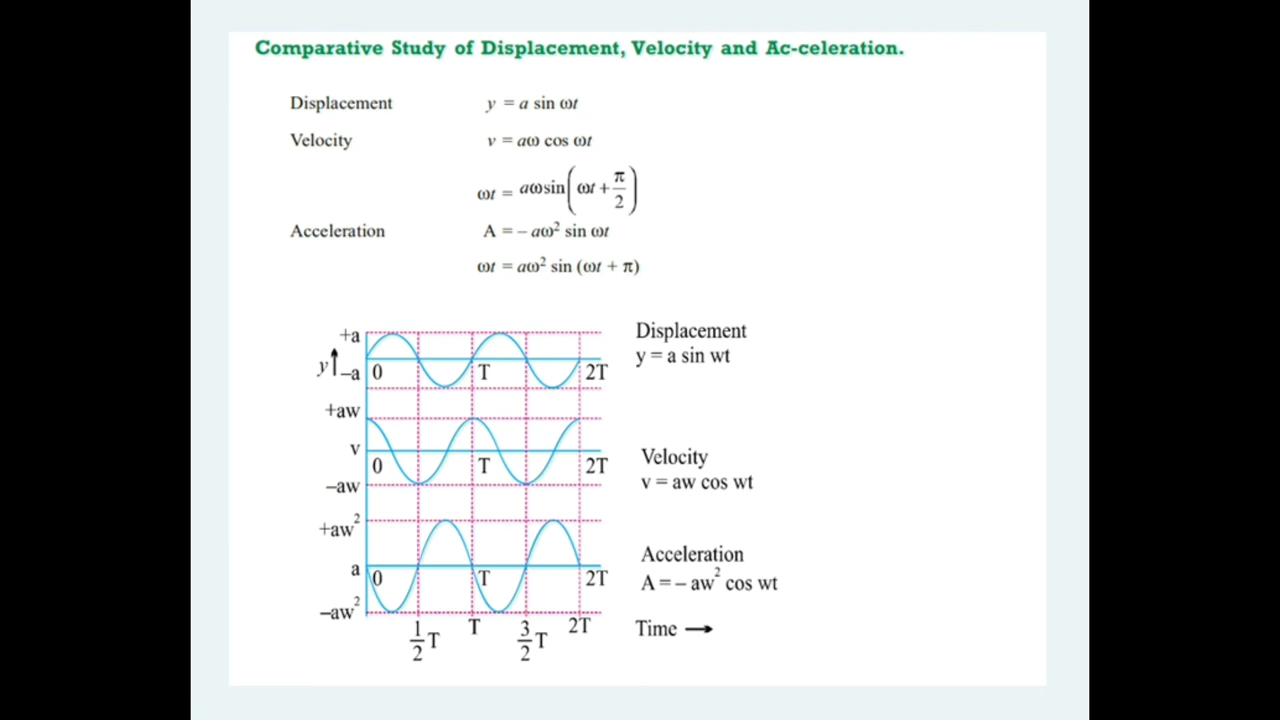 Comparative Study of Displacement, Velocity and Ac-celeration.
Displacement y = a sin ωt
Velocity v = aω cos ωt
ωt = aω sin(ωt + π/2)
Acceleration A = – aω² sin ωt
ωt = aω² sin (ωt + π)
+a
y↑
–a 0 T 2T
Displacement
y = a sin wt
+aw
v
0 T 2T
–aw
Velocity
v = aw cos wt
+aw²
a
0 T 2T
–aw²
Acceleration
A = – aw² cos wt
1/2 T T 3/2 T 2T
Time →